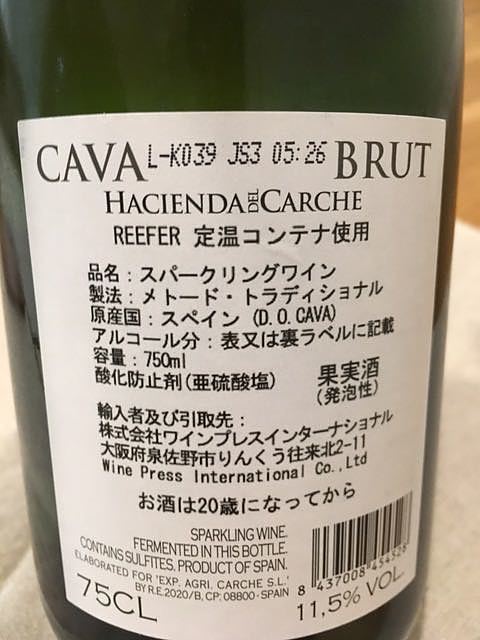 CAVA L-K039 JS3 05:26 BRUT
HACIENDA DEL CARCHE
REEFER 定温コンテナ使用
品名：スパークリングワイン
製法：メトード・トラディショナル
原産国：スペイン (D.O.CAVA)
アルコール分：表又は裏ラベルに記載
容量：750ml
酸化防止剤(亜硫酸塩)
果実酒
(発泡性)
輸入者及び引取先：
株式会社ワインプレスインターナショナル
大阪府泉佐野市りんくう往来北2-11
Wine Press International Co.,Ltd
お酒は20歳になってから
SPARKLING WINE.
FERMENTED IN THIS BOTTLE.
CONTAINS SULFITES. PRODUCT OF SPAIN.
ELABORATED FOR 'EXP. AGRI. CARCHE S.L.'
BY R.E. 2020/B, CP: 08800 - SPAIN
75CL
8 437008 454528
11,5% VOL.